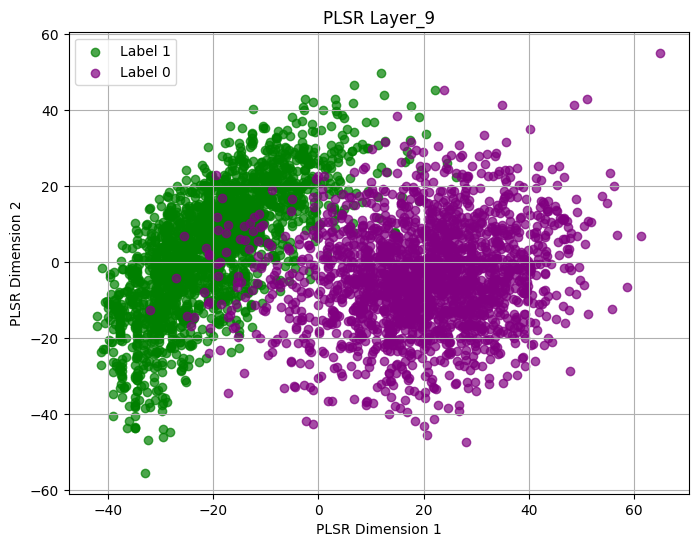 PLSR Layer_9
Label 1
Label 0
PLSR Dimension 2
60
40
20
0
−20
−40
−60
−40
−20
0
20
40
60
PLSR Dimension 1